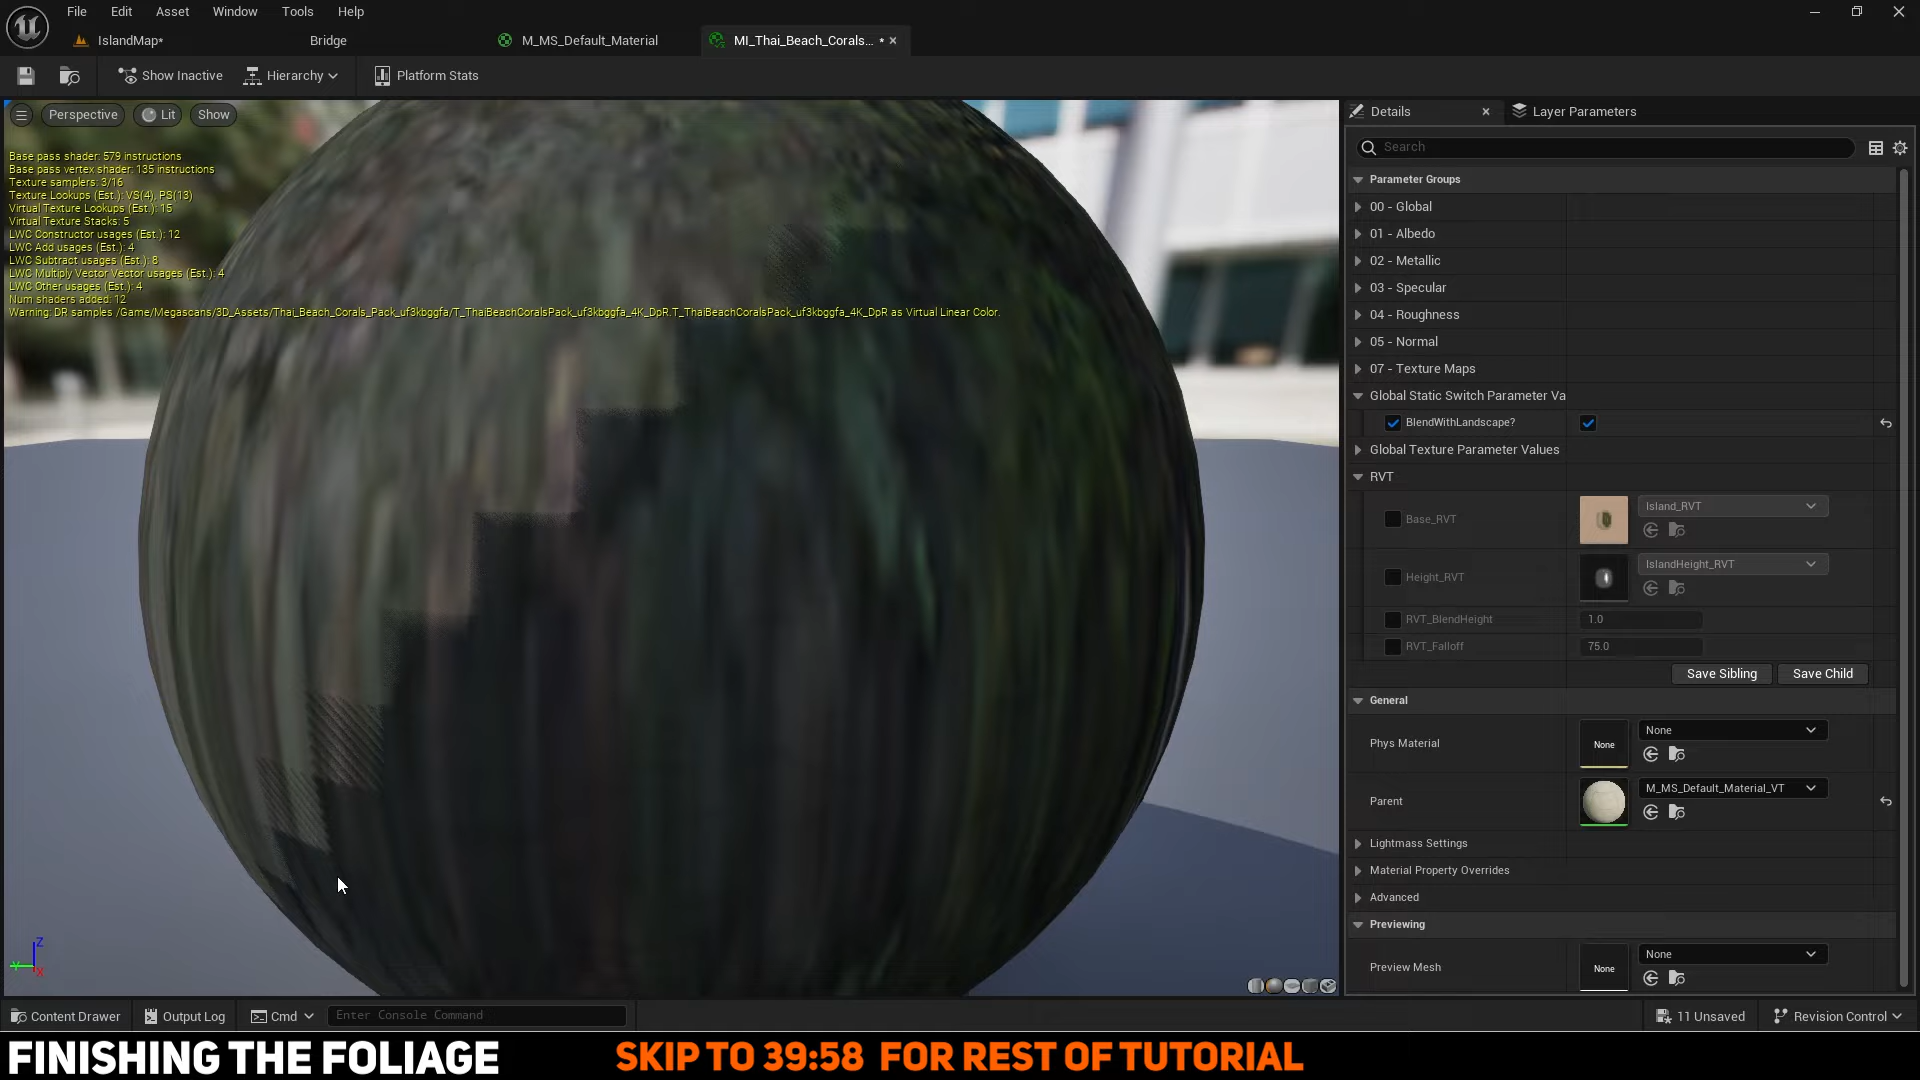 File Edit Asset Window Tools Help
IslandMap* Bridge M_MS_Default_Material MI_Thai_Beach_Corals... *
Show Inactive Hierarchy Platform Stats
Perspective Lit Show
Base pass shader: 579 instructions
Base pass vertex shader: 135 instructions
Texture samplers: 3/16
Texture Lookups (Est.): VS(4), PS(13)
Virtual Texture Lookups (Est.): 15
Virtual Texture Stacks: 5
LWC Constructor usages (Est.): 12
LWC Add usages (Est.): 4
LWC Subtract usages (Est.): 8
LWC Multiply Vector Vector usages (Est.): 4
LWC Other usages (Est.): 4
Num shaders added: 12
Warning: DR samples /Game/Megascans/3D_Assets/Thai_Beach_Corals_Pack_uf3kbggfa/T_ThaiBeachCoralsPack_uf3kbggfa_4K_DpR.T_ThaiBeachCoralsPack_uf3kbggfa_4K_DpR as Virtual Linear Color.
Z
Y
X
Details Layer Parameters
Search
Parameter Groups
00 - Global
01 - Albedo
02 - Metallic
03 - Specular
04 - Roughness
05 - Normal
07 - Texture Maps
Global Static Switch Parameter Va
BlendWithLandscape?
Global Texture Parameter Values
RVT
Base_RVT Island_RVT
Height_RVT IslandHeight_RVT
RVT_BlendHeight 1.0
RVT_Falloff 75.0
Save Sibling Save Child
General
Phys Material None None
Parent M_MS_Default_Material_VT
Lightmass Settings
Material Property Overrides
Advanced
Previewing
Preview Mesh None None
Content Drawer Output Log Cmd Enter Console Command 11 Unsaved Revision Control
FINISHING THE FOLIAGE SKIP TO 39:58 FOR REST OF TUTORIAL